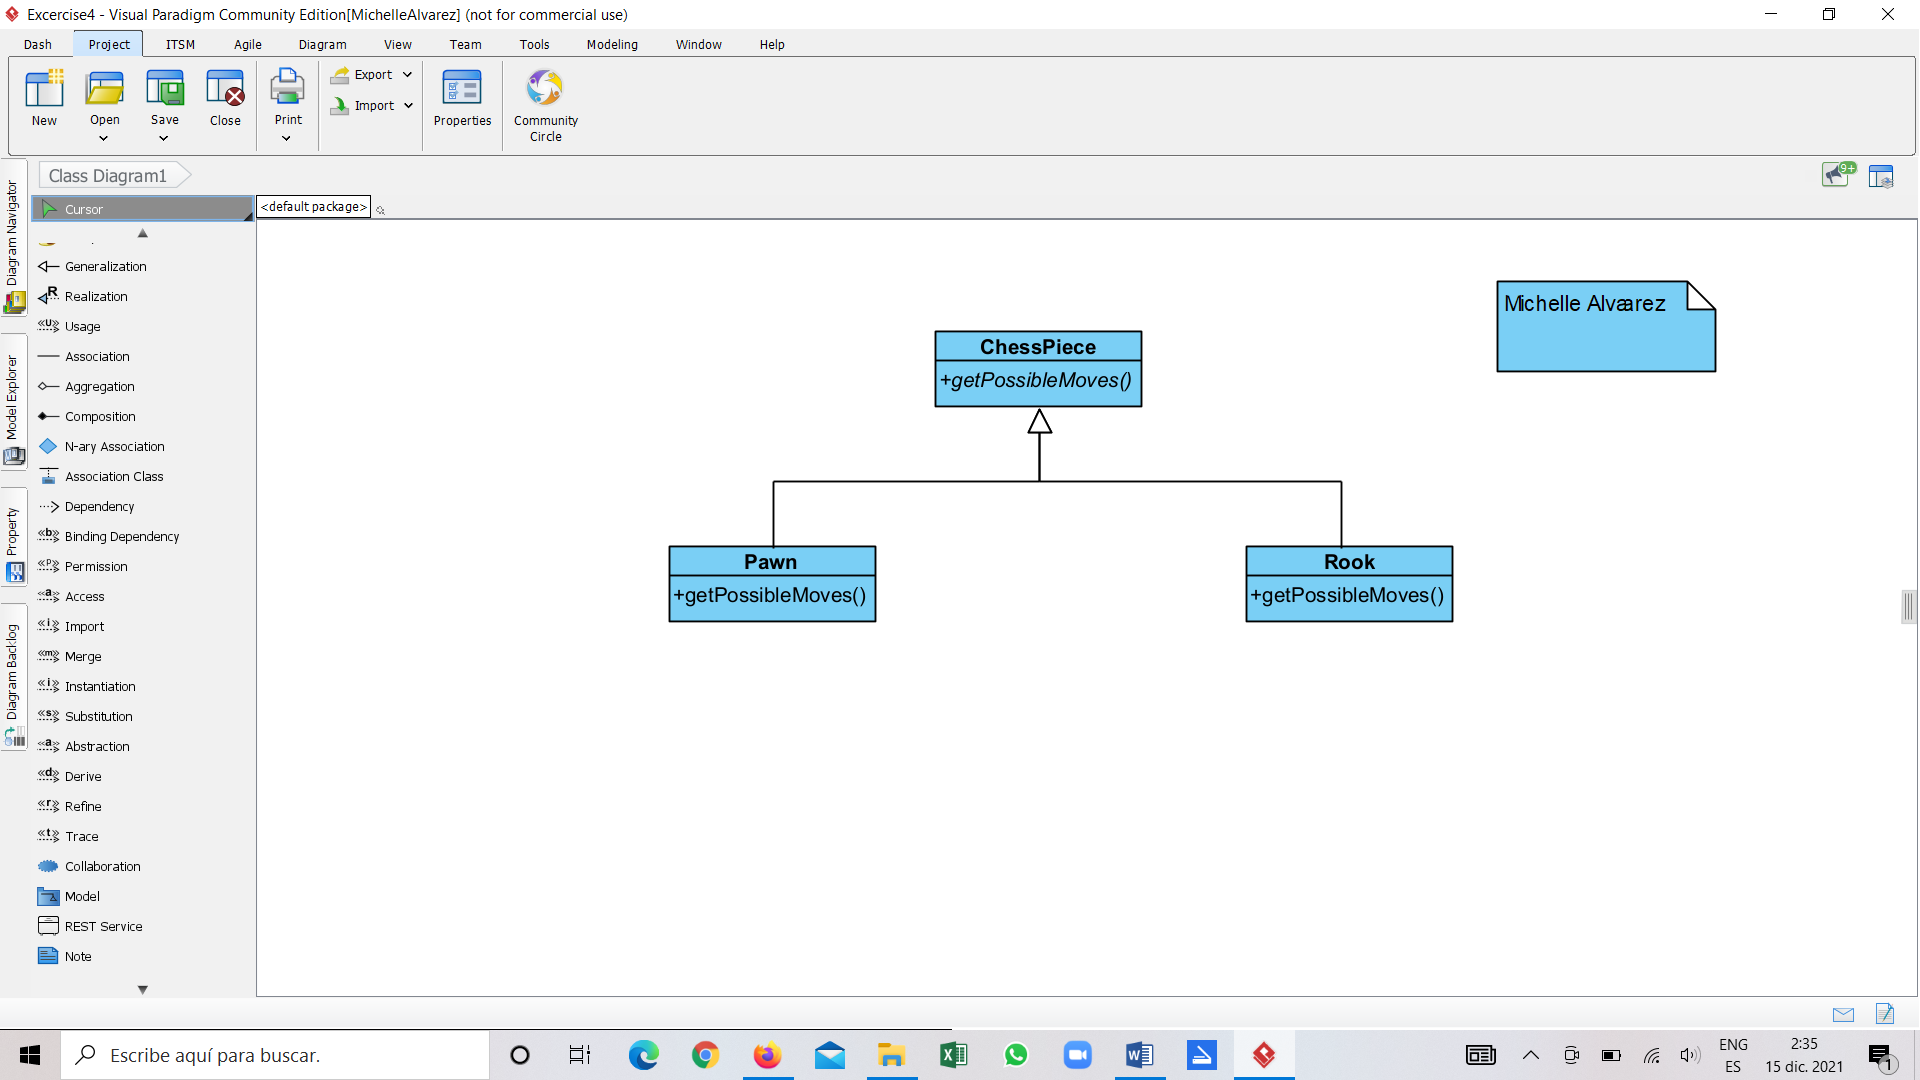 Excercise4 - Visual Paradigm Community Edition[MichelleAlvarez] (not for commercial use)
Dash Project ITSM Agile Diagram View Team Tools Modeling Window Help
New Open Save Close Print Export Import Properties Community Circle
Class Diagram1
9+
Diagram Navigator
Model Explorer
Property
Diagram Backlog
Cursor
<default package>
Generalization
Realization
Usage
Association
Aggregation
Composition
N-ary Association
Association Class
Dependency
Binding Dependency
Permission
Access
Import
Merge
Instantiation
Substitution
Abstraction
Derive
Refine
Trace
Collaboration
Model
REST Service
Note
Michelle Alvarez
ChessPiece
+getPossibleMoves()
Pawn
+getPossibleMoves()
Rook
+getPossibleMoves()
Escribe aquí para buscar.
ENG
ES
2:35
15 dic. 2021
1